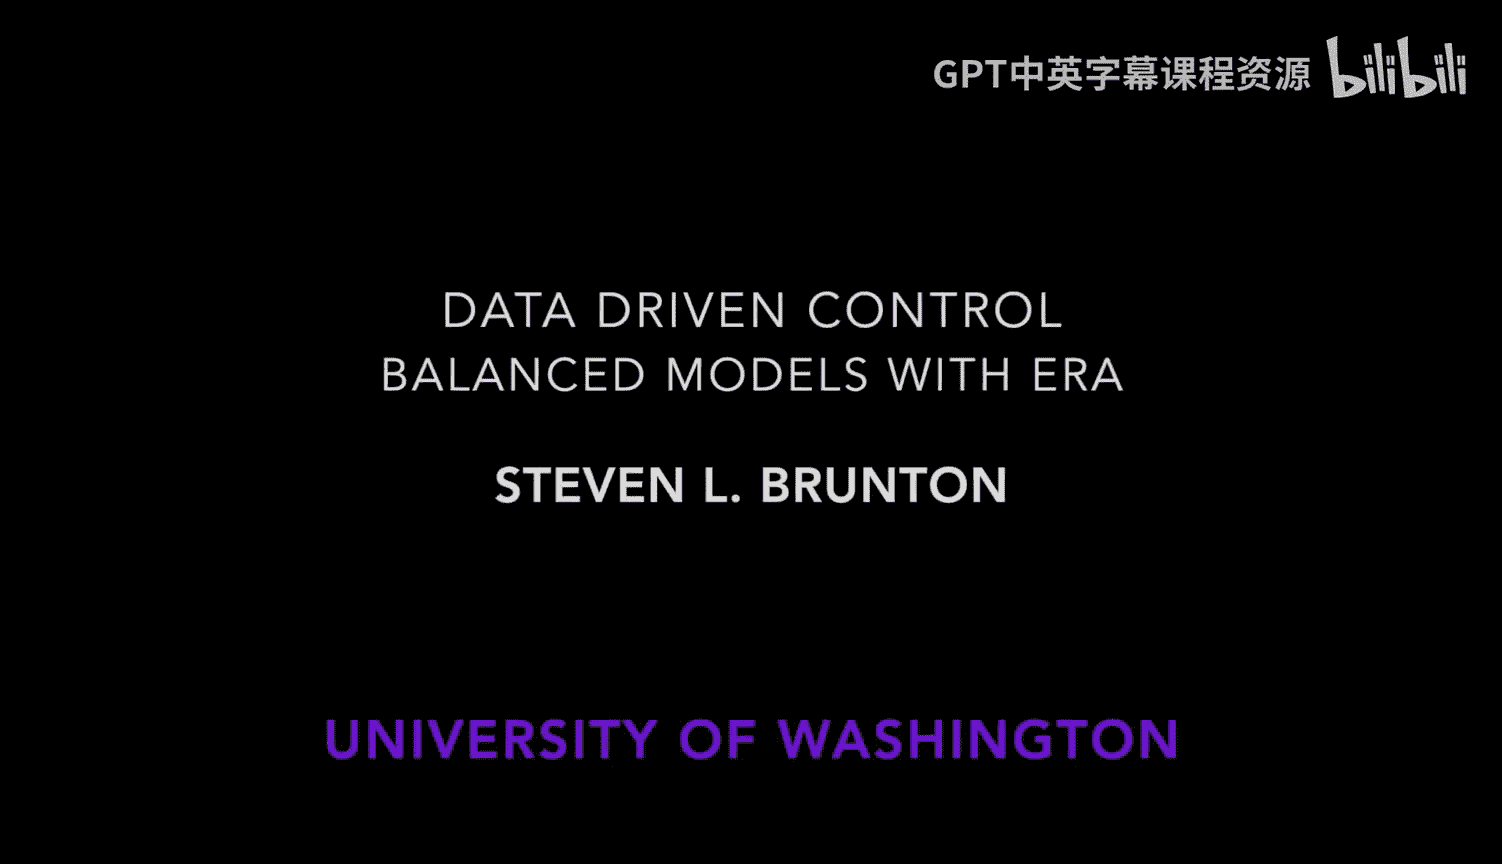 GPT中英字幕课程资源 bilibili
DATA DRIVEN CONTROL
BALANCED MODELS WITH ERA
STEVEN L. BRUNTON
UNIVERSITY OF WASHINGTON